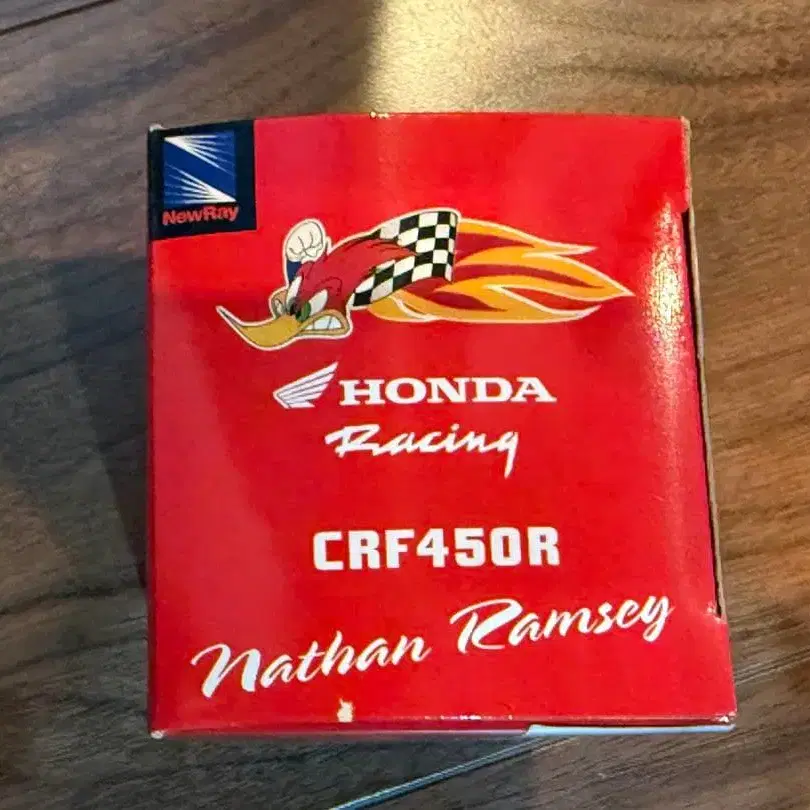 NewRay
HONDA
Racing
CRF450R
Nathan Ramsey